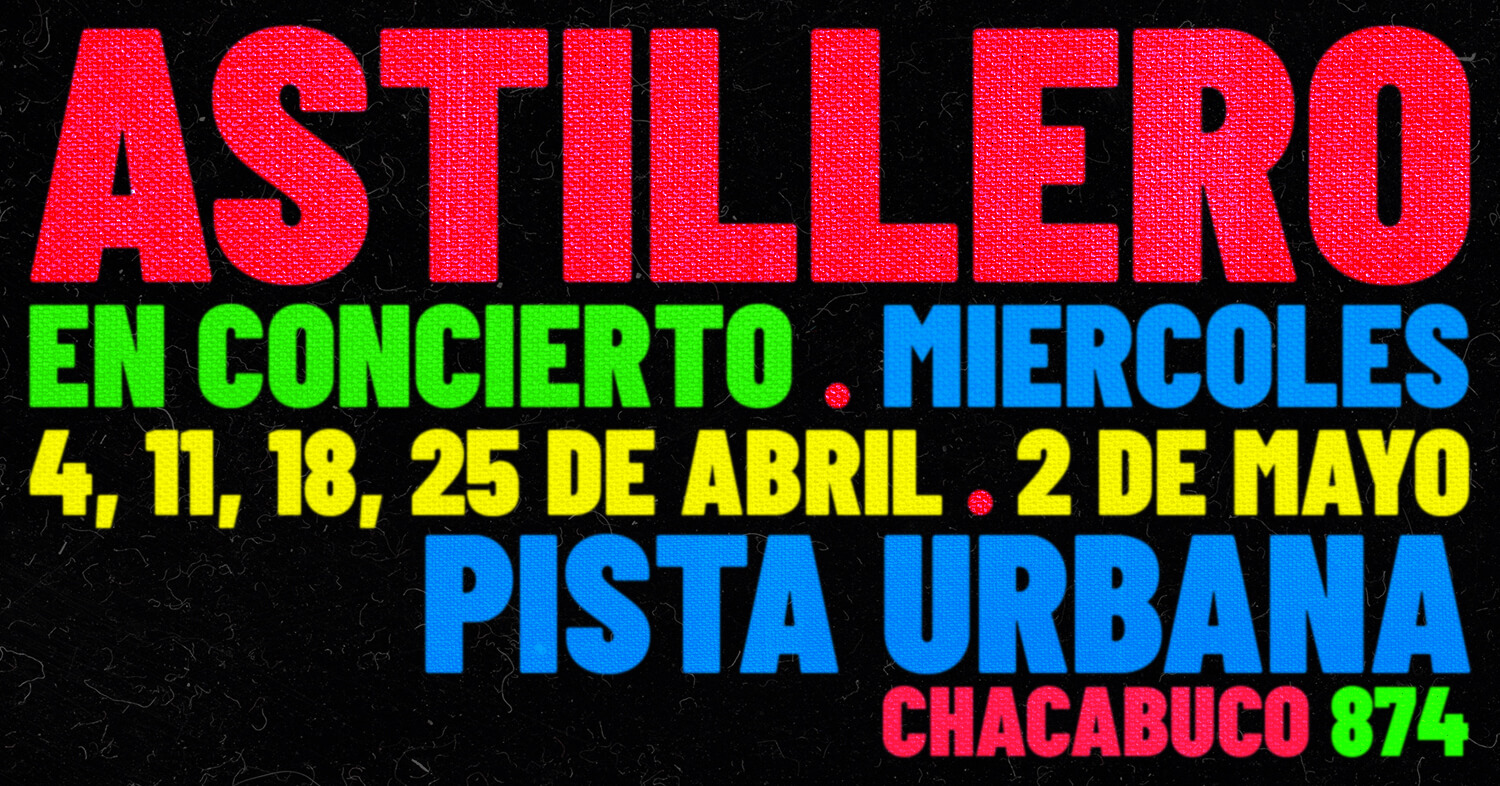 ASTILLERO
EN CONCIERTO . MIERCOLES
4, 11, 18, 25 DE ABRIL . 2 DE MAYO
PISTA URBANA
CHACABUCO 874